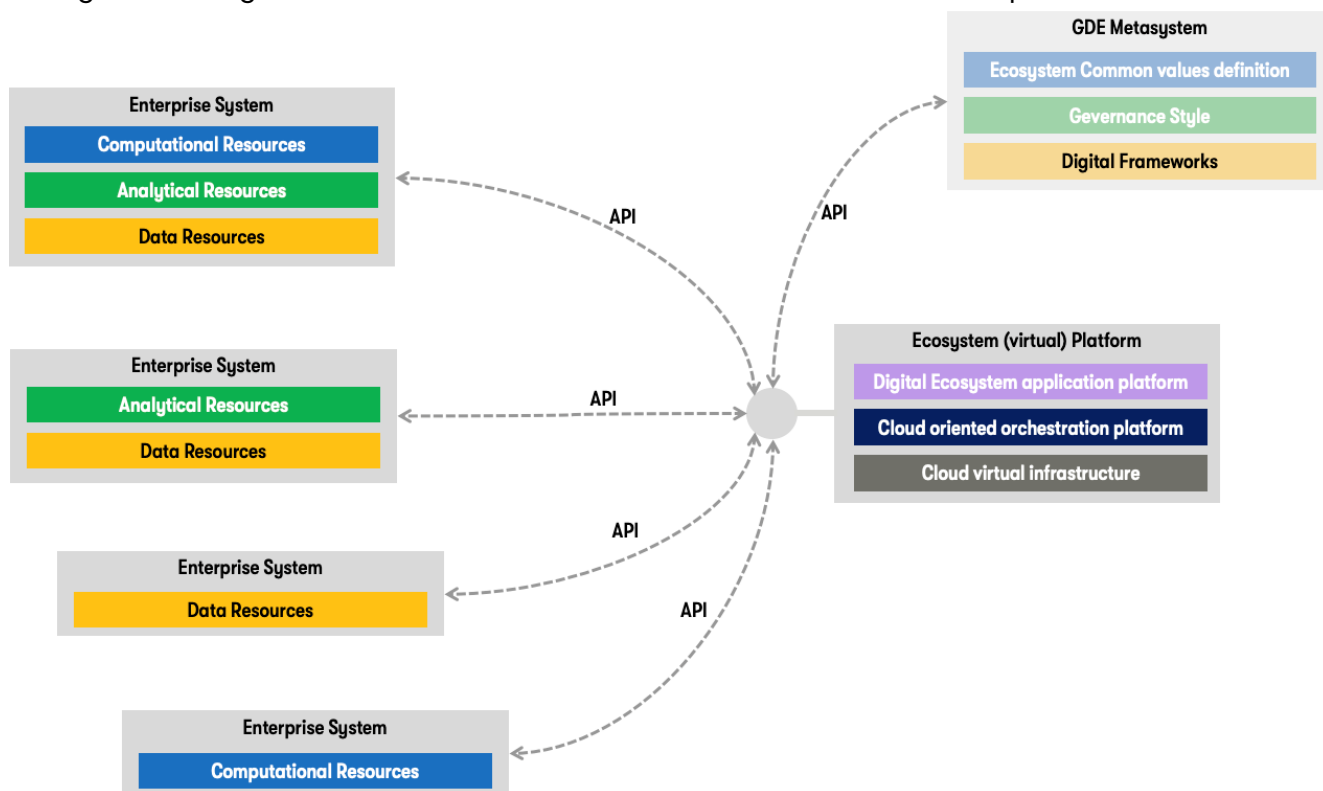 GDE Metasystem
Ecosystem Common values definition
Gevernance Style
Digital Frameworks
API
Enterprise System
Computational Resources
Analytical Resources
Data Resources
API
Ecosystem (virtual) Platform
Digital Ecosystem application platform
Cloud oriented orchestration platform
Cloud virtual infrastructure
Enterprise System
Analytical Resources
Data Resources
API
Enterprise System
Data Resources
API
Enterprise System
Computational Resources
API